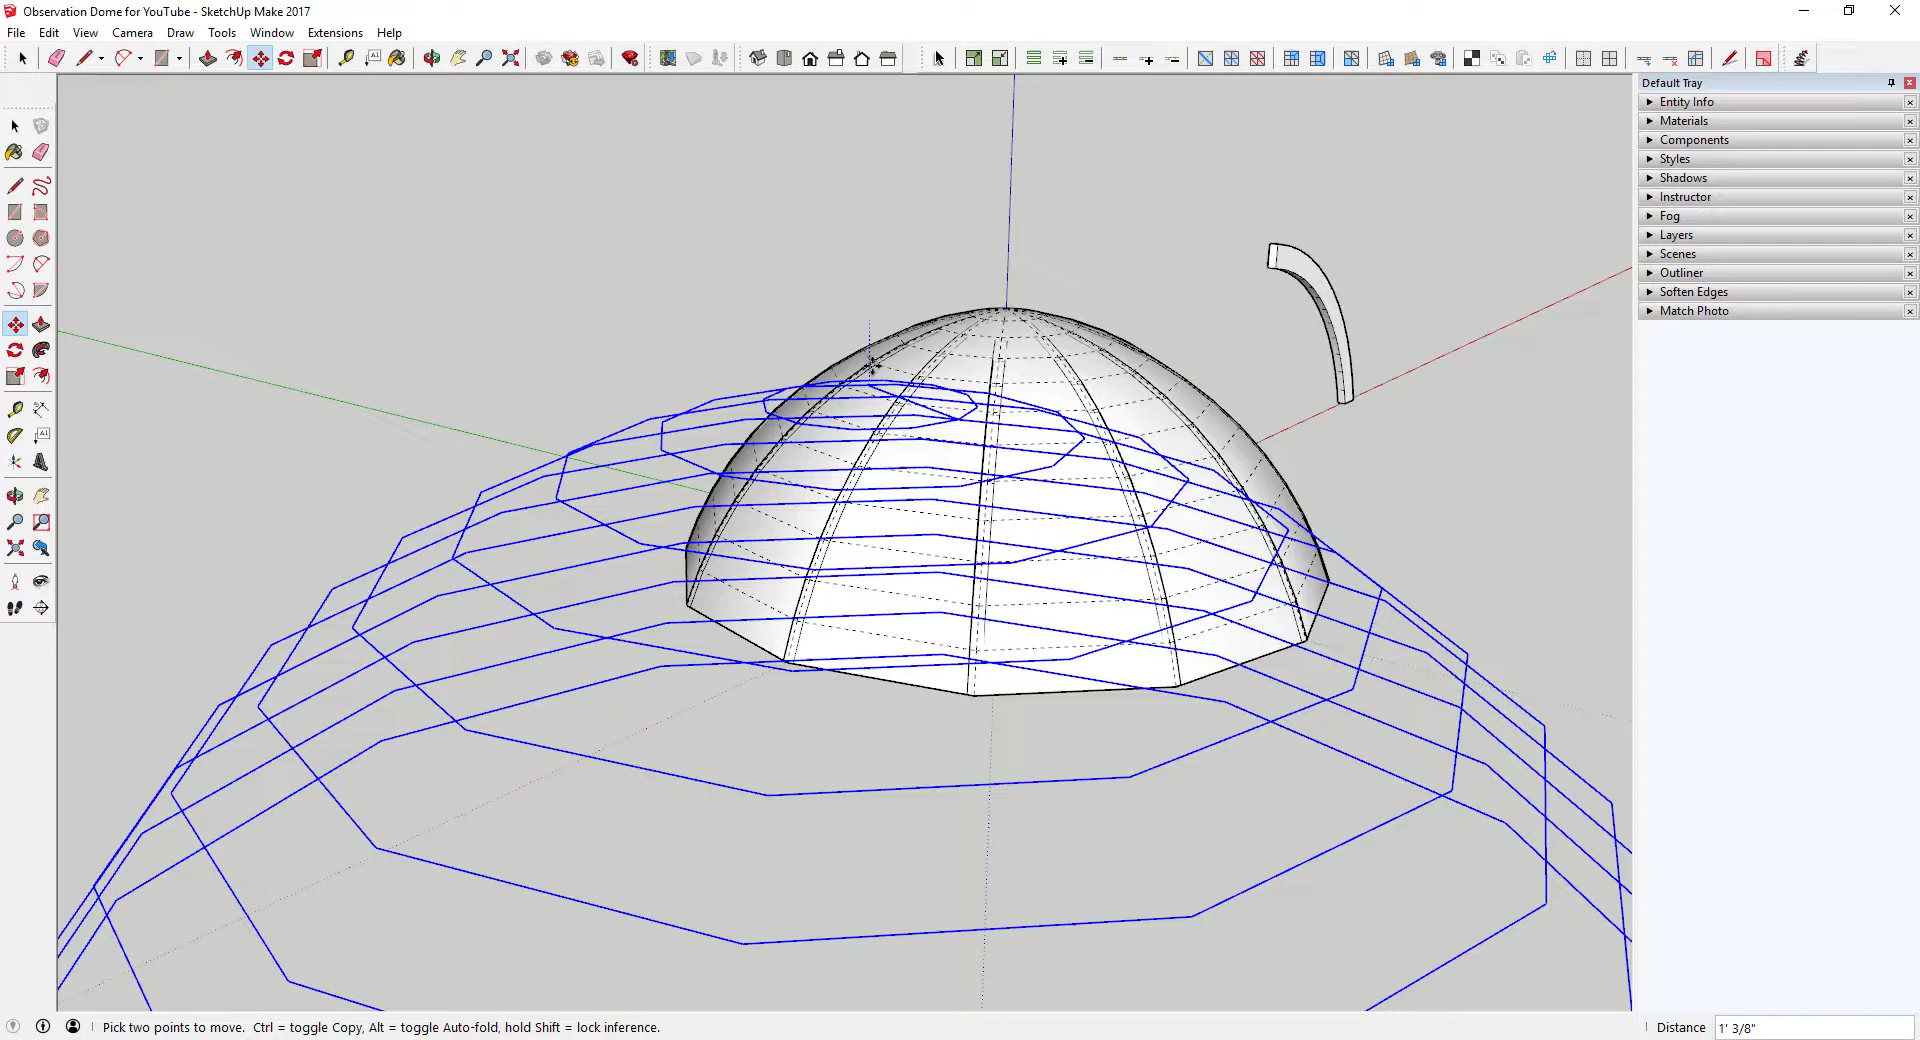 Observation Dome for YouTube - SketchUp Make 2017
File Edit View Camera Draw Tools Window Extensions Help
Default Tray
Entity Info
Materials
Components
Styles
Shadows
Instructor
Fog
Layers
Scenes
Outliner
Soften Edges
Match Photo
Pick two points to move. Ctrl = toggle Copy, Alt = toggle Auto-fold, hold Shift = lock inference.
Distance 1' 3/8"